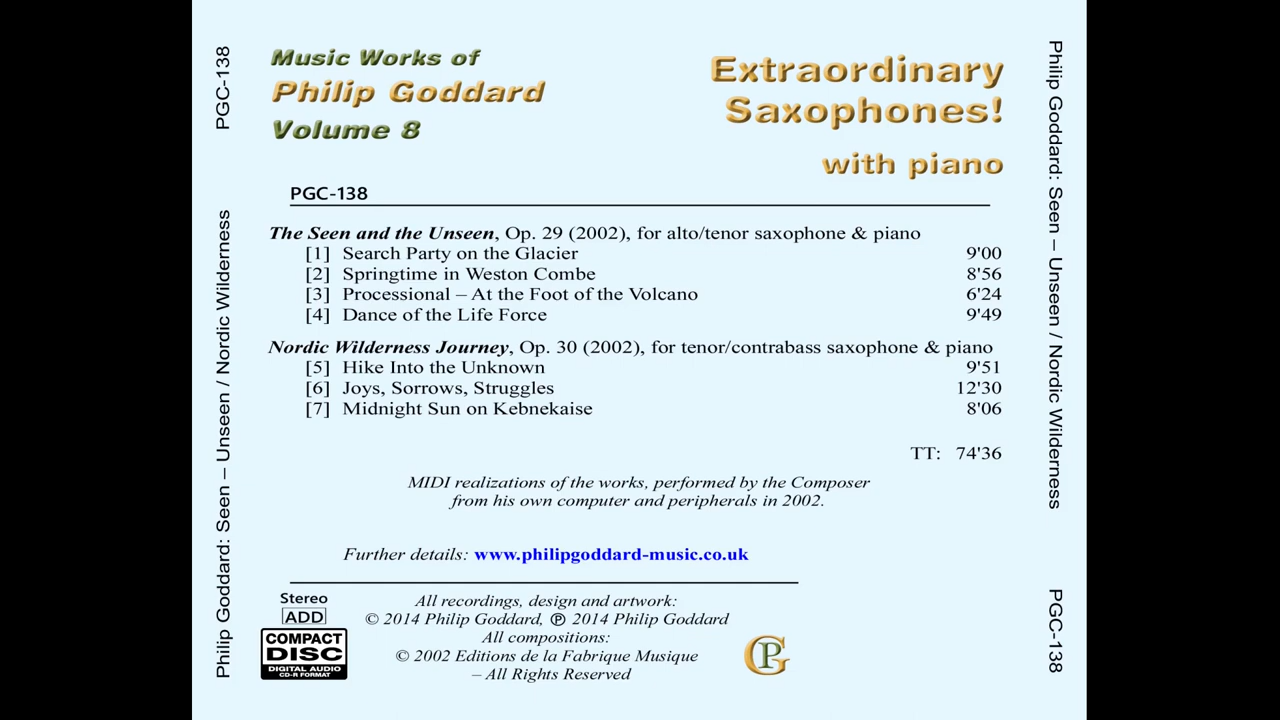 PGC-138
Philip Goddard: Seen – Unseen / Nordic Wilderness
Music Works of
Philip Goddard
Volume 8
Extraordinary
Saxophones!
with piano
PGC-138
The Seen and the Unseen, Op. 29 (2002), for alto/tenor saxophone & piano
[1] Search Party on the Glacier 9'00
[2] Springtime in Weston Combe 8'56
[3] Processional – At the Foot of the Volcano 6'24
[4] Dance of the Life Force 9'49
Nordic Wilderness Journey, Op. 30 (2002), for tenor/contrabass saxophone & piano
[5] Hike Into the Unknown 9'51
[6] Joys, Sorrows, Struggles 12'30
[7] Midnight Sun on Kebnekaise 8'06
TT: 74'36
MIDI realizations of the works, performed by the Composer
from his own computer and peripherals in 2002.
Further details: www.philipgoddard-music.co.uk
Stereo
ADD
COMPACT
DISC
DIGITAL AUDIO
CD-R FORMAT
All recordings, design and artwork:
© 2014 Philip Goddard, ℗ 2014 Philip Goddard
All compositions:
© 2002 Editions de la Fabrique Musique
– All Rights Reserved
GP
Philip Goddard: Seen – Unseen / Nordic Wilderness
PGC-138